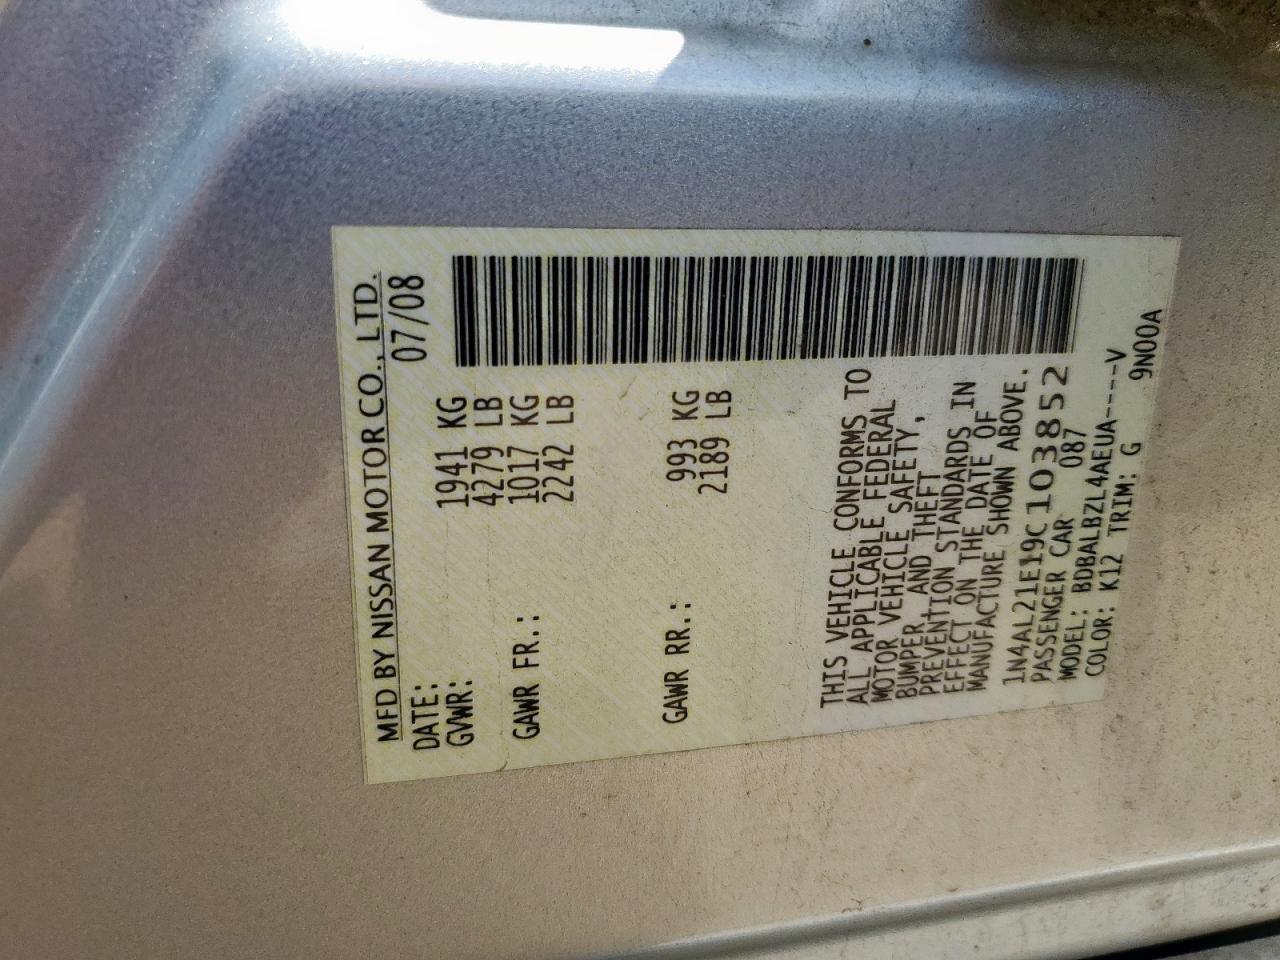 MFD BY NISSAN MOTOR CO., LTD.
DATE: 07/08
GVWR: 1941 KG
4279 LB
GAWR FR.: 1017 KG
2242 LB
GAWR RR.: 993 KG
2189 LB
THIS VEHICLE CONFORMS TO
ALL APPLICABLE FEDERAL
MOTOR VEHICLE SAFETY,
BUMPER, AND THEFT
PREVENTION STANDARDS IN
EFFECT ON THE DATE OF
MANUFACTURE SHOWN ABOVE.
1N4AL21E19C103852
PASSENGER CAR 087
MODEL: BDBALBZL4AEUA----V
COLOR: K12 TRIM: G 9N00A